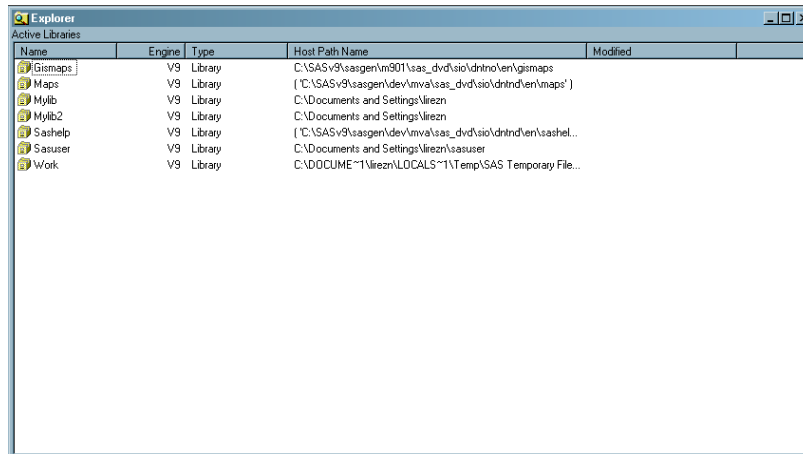 Explorer
Active Libraries
Name Engine Type Host Path Name Modified
Gismaps V9 Library C:\SASv9\sasgen\m901\sas_dvd\sio\dntno\en\gismaps
Maps V9 Library ( 'C:\SASv9\sasgen\dev\mva\sas_dvd\sio\dntnd\en\maps' )
Mylib V9 Library C:\Documents and Settings\lirezn
Mylib2 V9 Library C:\Documents and Settings\lirezn
Sashelp V9 Library ( 'C:\SASv9\sasgen\dev\mva\sas_dvd\sio\dntnd\en\sashel...
Sasuser V9 Library C:\Documents and Settings\lirezn\sasuser
Work V9 Library C:\DOCUME~1\lirezn\LOCALS~1\Temp\SAS Temporary File...